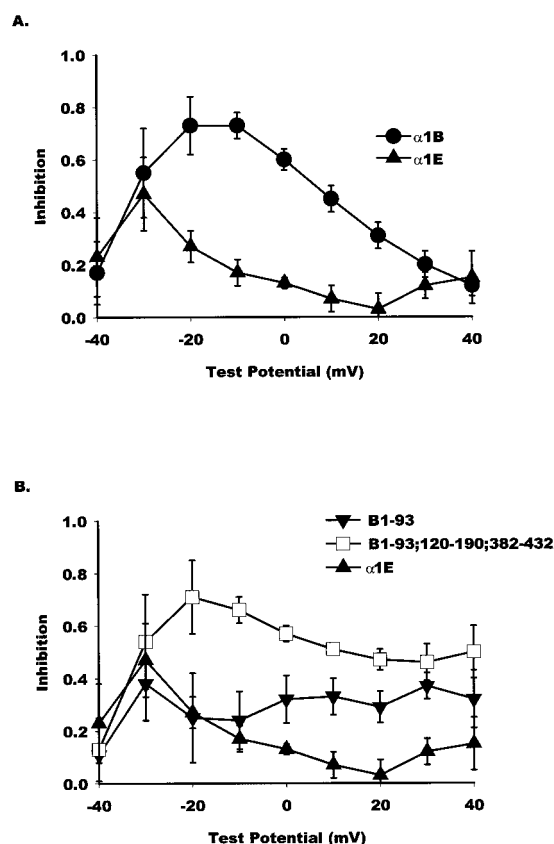 A.
1.0
0.8
0.6
0.4
0.2
0.0
Inhibition
α1B
α1E
-40
-20
0
20
40
Test Potential (mV)
B.
1.0
0.8
0.6
0.4
0.2
0.0
Inhibition
B1-93
B1-93;120-190;382-432
α1E
-40
-20
0
20
40
Test Potential (mV)